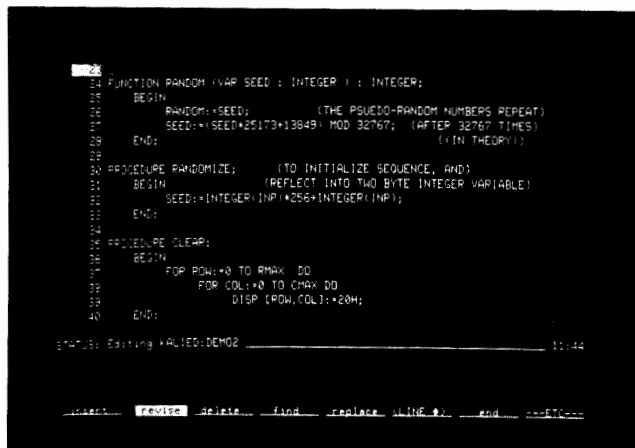 23
24 FUNCTION RANDOM (VAR SEED : INTEGER ) : INTEGER;
25 BEGIN
26 RANDOM:=SEED; (THE PSUEDO-RANDOM NUMBERS REPEAT)
27 SEED:=(SEED*25173+13849) MOD 32767; (AFTER 32767 TIMES)
28 END; ((IN THEORY))
29
30 PROCEDURE RANDOMIZE; (TO INITIALIZE SEQUENCE, AND)
31 BEGIN (REFLECT INTO TWO BYTE INTEGER VARIABLE)
32 SEED:=INTEGER(INP)*256+INTEGER(INP);
33 END;
34
35 PROCEDURE CLEAR;
36 BEGIN
37 FOR ROW:=0 TO RMAX DO
38 FOR COL:=0 TO CMAX DO
39 DISP [ROW,COL]:=20H;
40 END;
STATUS: Editing KALIED:DEMO2 11:44
insert revise delete find replace (LINE #) end ---ETC---